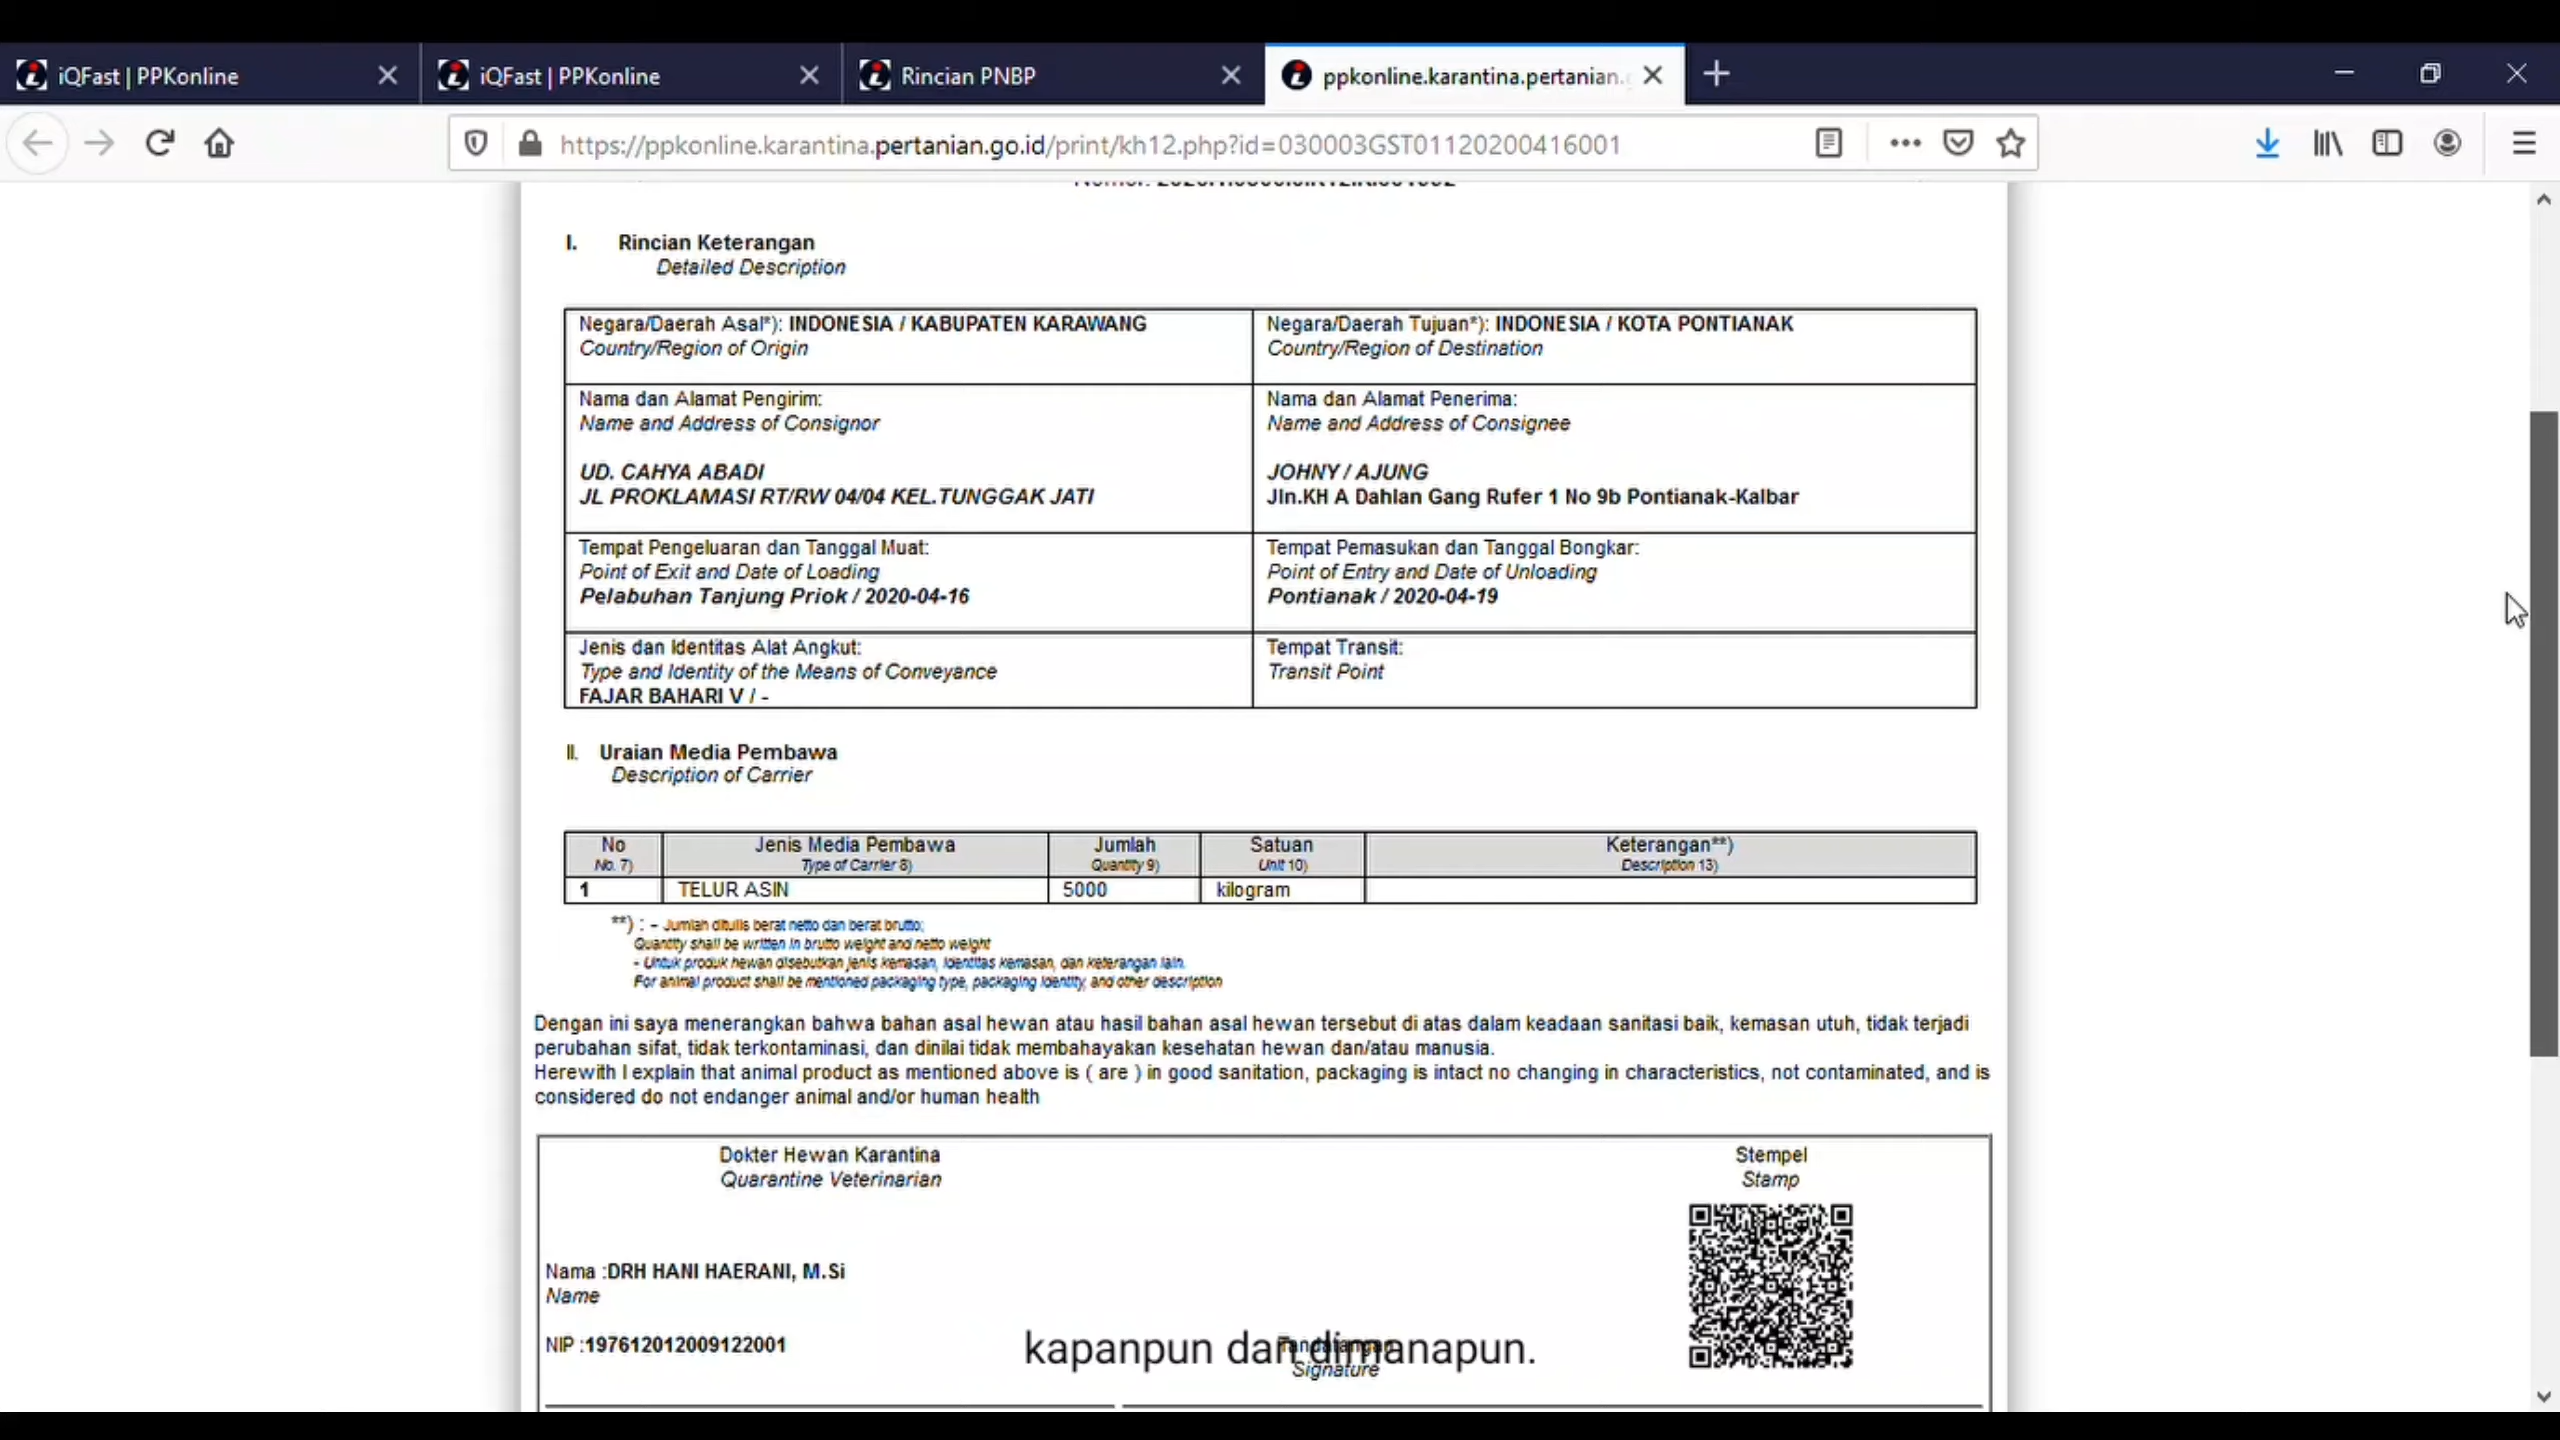 iQFast | PPKonline
iQFast | PPKonline
Rincian PNBP
ppkonline.karantina.pertanian.
https://ppkonline.karantina.pertanian.go.id/print/kh12.php?id=030003GST01120200416001
I. Rincian Keterangan
Detailed Description
Negara/Daerah Asal*): INDONESIA / KABUPATEN KARAWANG
Country/Region of Origin
Negara/Daerah Tujuan*): INDONESIA / KOTA PONTIANAK
Country/Region of Destination
Nama dan Alamat Pengirim:
Name and Address of Consignor
UD. CAHYA ABADI
JL PROKLAMASI RT/RW 04/04 KEL.TUNGGAK JATI
Nama dan Alamat Penerima:
Name and Address of Consignee
JOHNY / AJUNG
Jln.KH A Dahlan Gang Rufer 1 No 9b Pontianak-Kalbar
Tempat Pengeluaran dan Tanggal Muat:
Point of Exit and Date of Loading
Pelabuhan Tanjung Priok / 2020-04-16
Tempat Pemasukan dan Tanggal Bongkar:
Point of Entry and Date of Unloading
Pontianak / 2020-04-19
Jenis dan Identitas Alat Angkut:
Type and Identity of the Means of Conveyance
FAJAR BAHARI V / -
Tempat Transit:
Transit Point
II. Uraian Media Pembawa
Description of Carrier
No Jenis Media Pembawa Jumlah Satuan Keterangan**)
No. 7) Type of Carrier 8) Quantity 9) Unit 10) Description 13)
1 TELUR ASIN 5000 kilogram
**) : - Jumlah ditulis berat netto dan berat brutto;
Quantity shall be written in brutto weight and netto weight
- Untuk produk hewan disebutkan jenis kemasan, identitas kemasan, dan keterangan lain.
For animal product shall be mentioned packaging type, packaging identity, and other description
Dengan ini saya menerangkan bahwa bahan asal hewan atau hasil bahan asal hewan tersebut di atas dalam keadaan sanitasi baik, kemasan utuh, tidak terjadi
perubahan sifat, tidak terkontaminasi, dan dinilai tidak membahayakan kesehatan hewan dan/atau manusia.
Herewith I explain that animal product as mentioned above is ( are ) in good sanitation, packaging is intact no changing in characteristics, not contaminated, and is
considered do not endanger animal and/or human health
Dokter Hewan Karantina
Quarantine Veterinarian
Stempel
Stamp
Nama :DRH HANI HAERANI, M.Si
Name
NIP :197612012009122001
Tandatangan
Signature
kapanpun dan dimanapun.